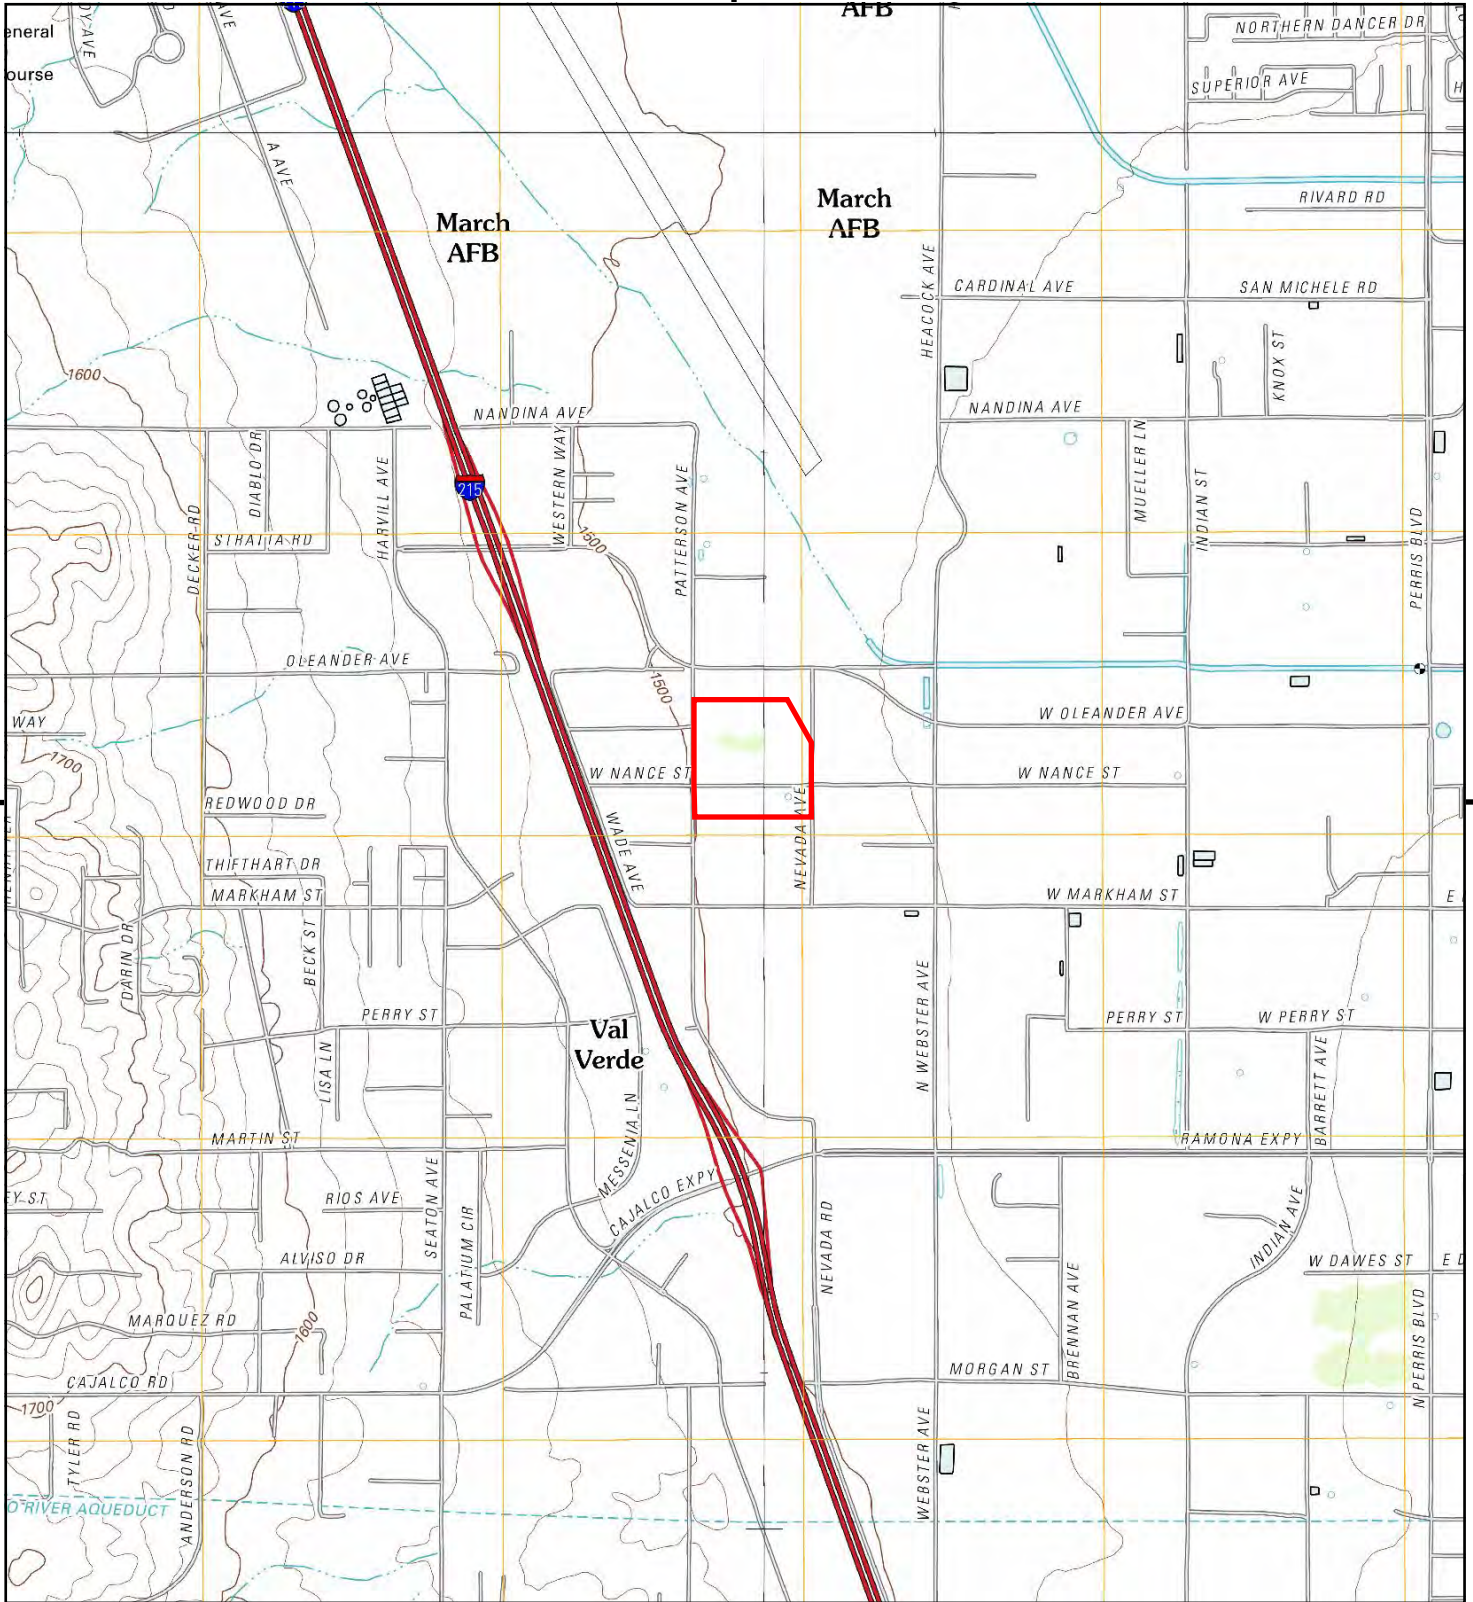 AFB
eneral
ourse
AVE
NORTHERN DANCER DR
SUPERIOR AVE
A AVE
RIVARD RD
March
AFB
March
AFB
HEACOCK AVE
CARDINAL AVE
SAN MICHELE RD
KNOX ST
1600
NANDINA AVE
NANDINA AVE
DIABLO DR
HARVILL AVE
WESTERN WAY
PATTERSON AVE
MUELLER LN
INDIAN ST
PERRIS BLVD
215
DECKER RD
STRATTA RD
1500
OLEANDER AVE
1500
WAY
W OLEANDER AVE
1700
W NANCE ST
W NANCE ST
REDWOOD DR
WADE AVE
NEVADA AVE
THIFTHART DR
MARKHAM ST
W MARKHAM ST
E
DARIN DR
BECK ST
N WEBSTER AVE
PERRY ST
PERRY ST
W PERRY ST
Val
Verde
LISA LN
BARRETT AVE
MESSENIA LN
MARTIN ST
RAMONA EXPY
EY ST
RIOS AVE
SEATON AVE
PALATIUM CIR
CAJALCO EXPY
NEVADA RD
INDIAN AVE
ALVISO DR
W DAWES ST
E D
BRENNAN AVE
N PERRIS BLVD
MARQUEZ RD
1600
CAJALCO RD
MORGAN ST
1700
TYLER RD
ANDERSON RD
WEBSTER AVE
O RIVER AQUEDUCT